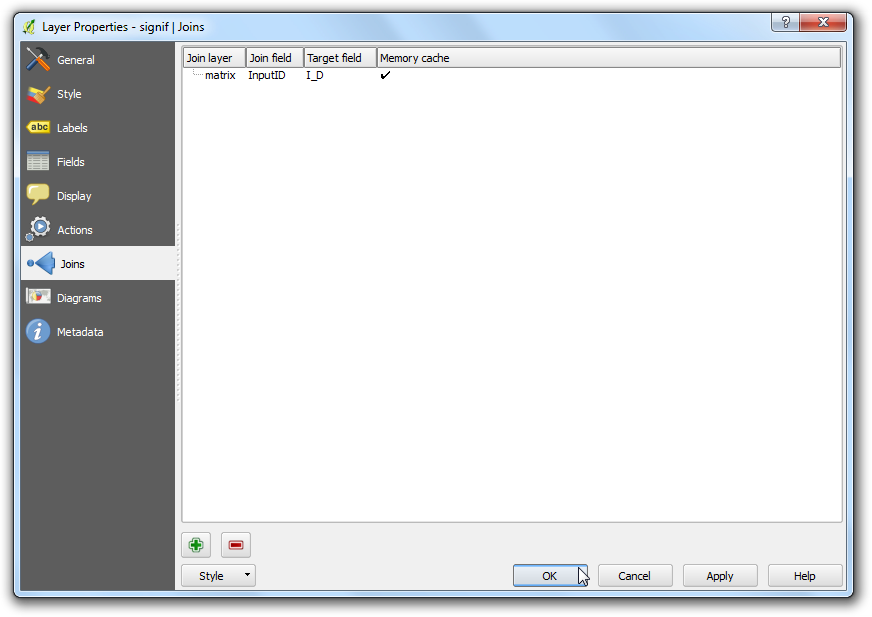 Layer Properties - signif | Joins
?
General
Style
abc Labels
Fields
Display
Actions
Joins
Diagrams
i Metadata
Join layer Join field Target field Memory cache
matrix InputID I_D ✔
Style
OK Cancel Apply Help